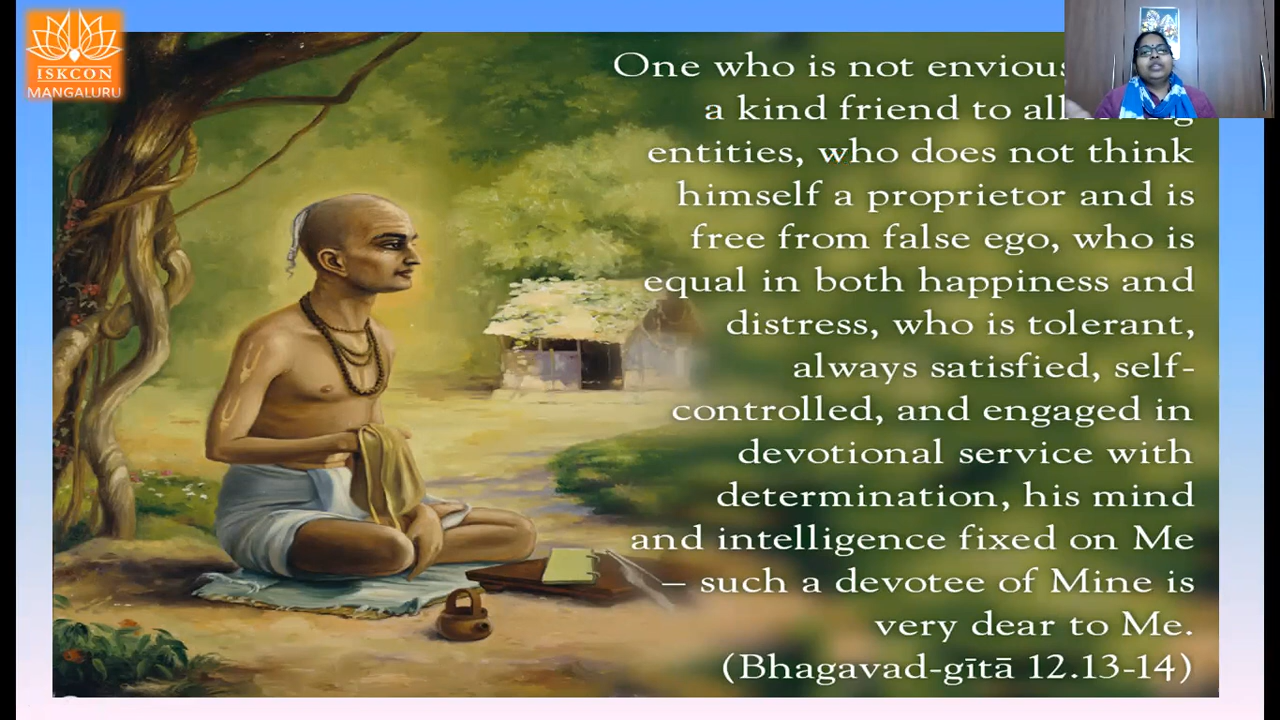 ISKCON
MANGALURU
One who is not envious
a kind friend to all
entities, who does not think
himself a proprietor and is
free from false ego, who is
equal in both happiness and
distress, who is tolerant,
always satisfied, self-
controlled, and engaged in
devotional service with
determination, his mind
and intelligence fixed on Me
– such a devotee of Mine is
very dear to Me.
(Bhagavad-gītā 12.13-14)